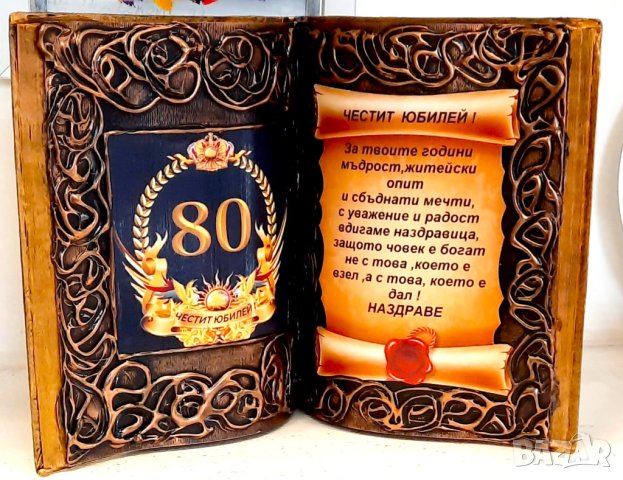 80
ЧЕСТИТ ЮБИЛЕЙ
ЧЕСТИТ ЮБИЛЕЙ !
За твоите години
мъдрост,житейски
опит
и сбъднати мечти,
с уважение и радост
вдигаме наздравица,
защото човек е богат
не с това ,което е
взел ,а с това, което е
дал !
НАЗДРАВЕ
BAZAR